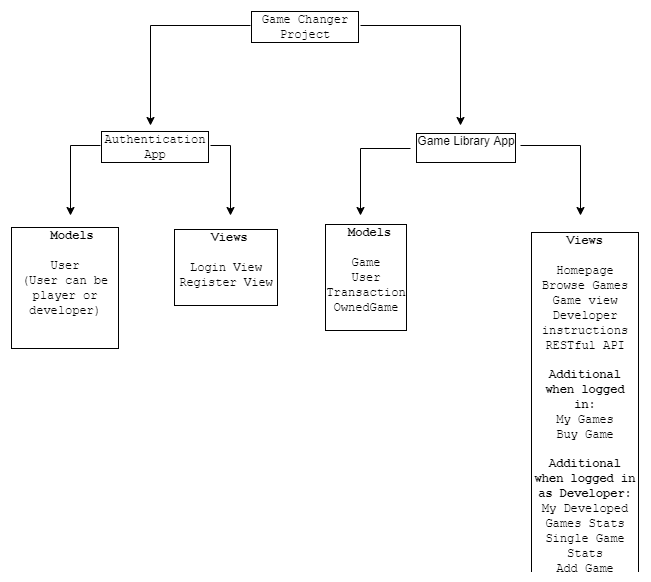 Game Changer
Project
Authentication
App
Game Library App
Models
User
(User can be
player or
developer)
Views
Login View
Register View
Models
Game
User
Transaction
OwnedGame
Views
Homepage
Browse Games
Game view
Developer
instructions
RESTful API
Additional
when logged
in:
My Games
Buy Game
Additional
when logged in
as Developer:
My Developed
Games Stats
Single Game
Stats
Add Game